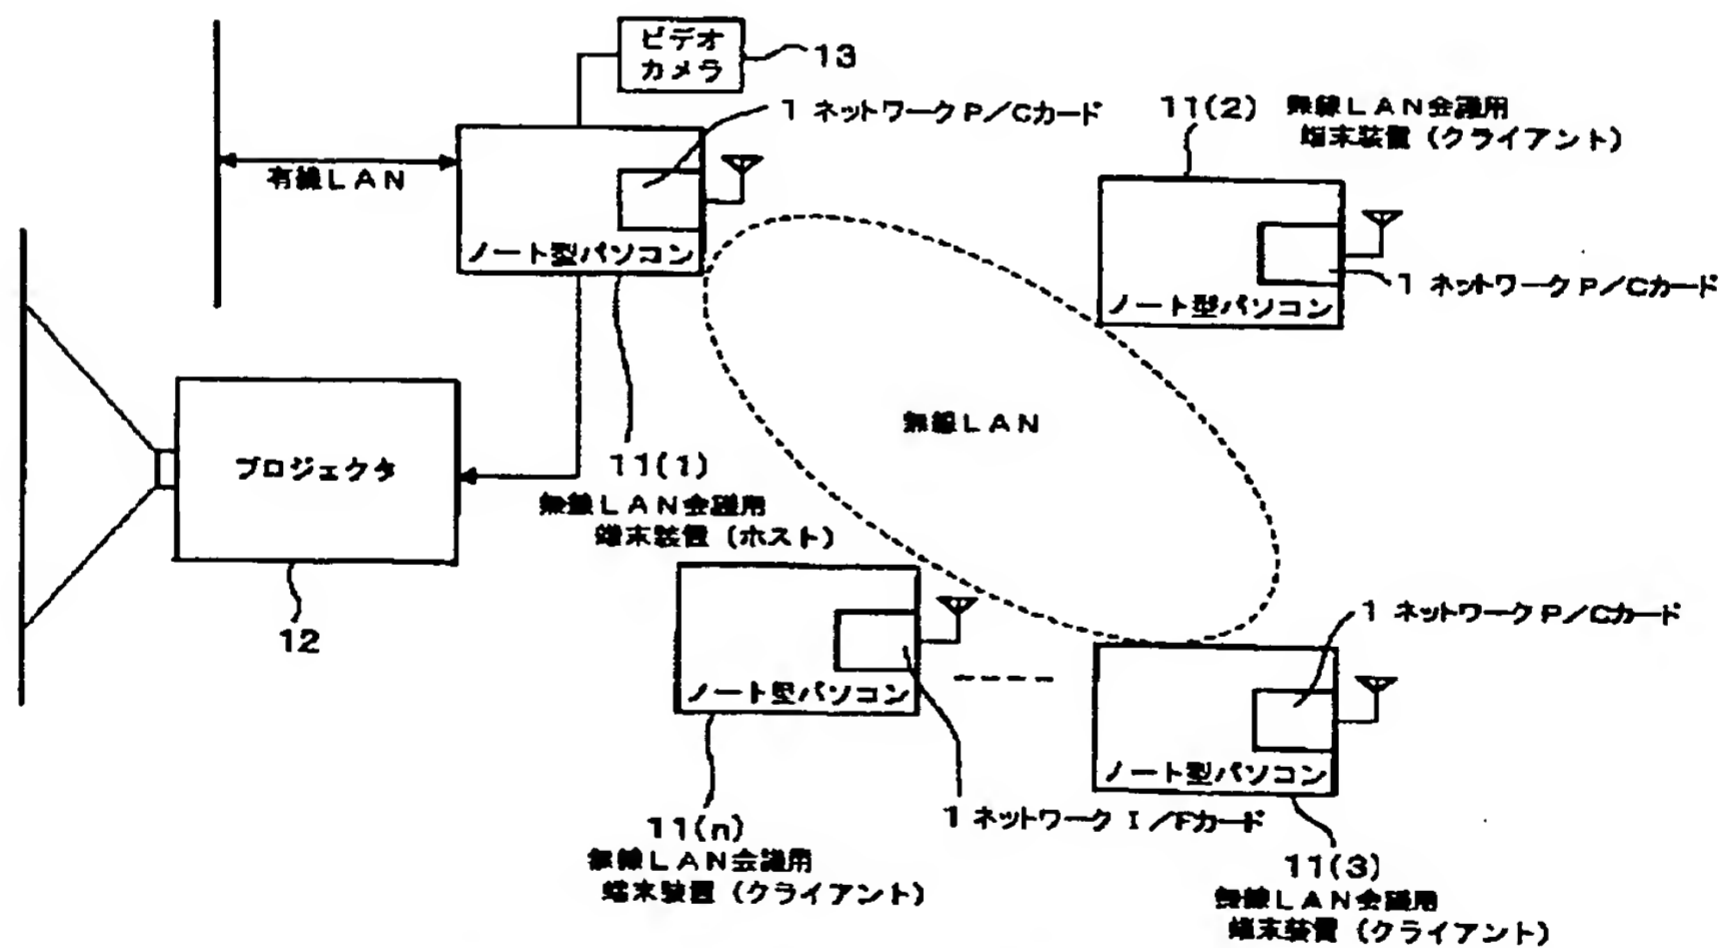 ビデオ
カメラ
13
1 ネットワークP/Cカード
11(2) 無線LAN会議用
端末装置(クライアント)
有線LAN
ノート型パソコン
1 ネットワークP/Cカード
ノート型パソコン
無線LAN
プロジェクタ
11(1)
無線LAN会議用
端末装置(ホスト)
12
1 ネットワークP/Cカード
ノート型パソコン
ノート型パソコン
1 ネットワークI/Fカード
11(n)
無線LAN会議用
端末装置(クライアント)
11(3)
無線LAN会議用
端末装置(クライアント)